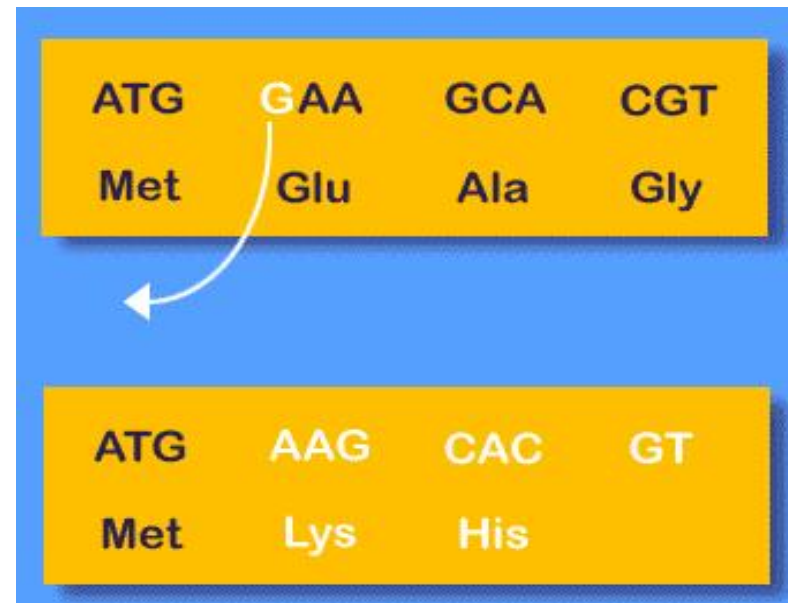 ATG GAA GCA CGT
Met Glu Ala Gly
ATG AAG CAC GT
Met Lys His